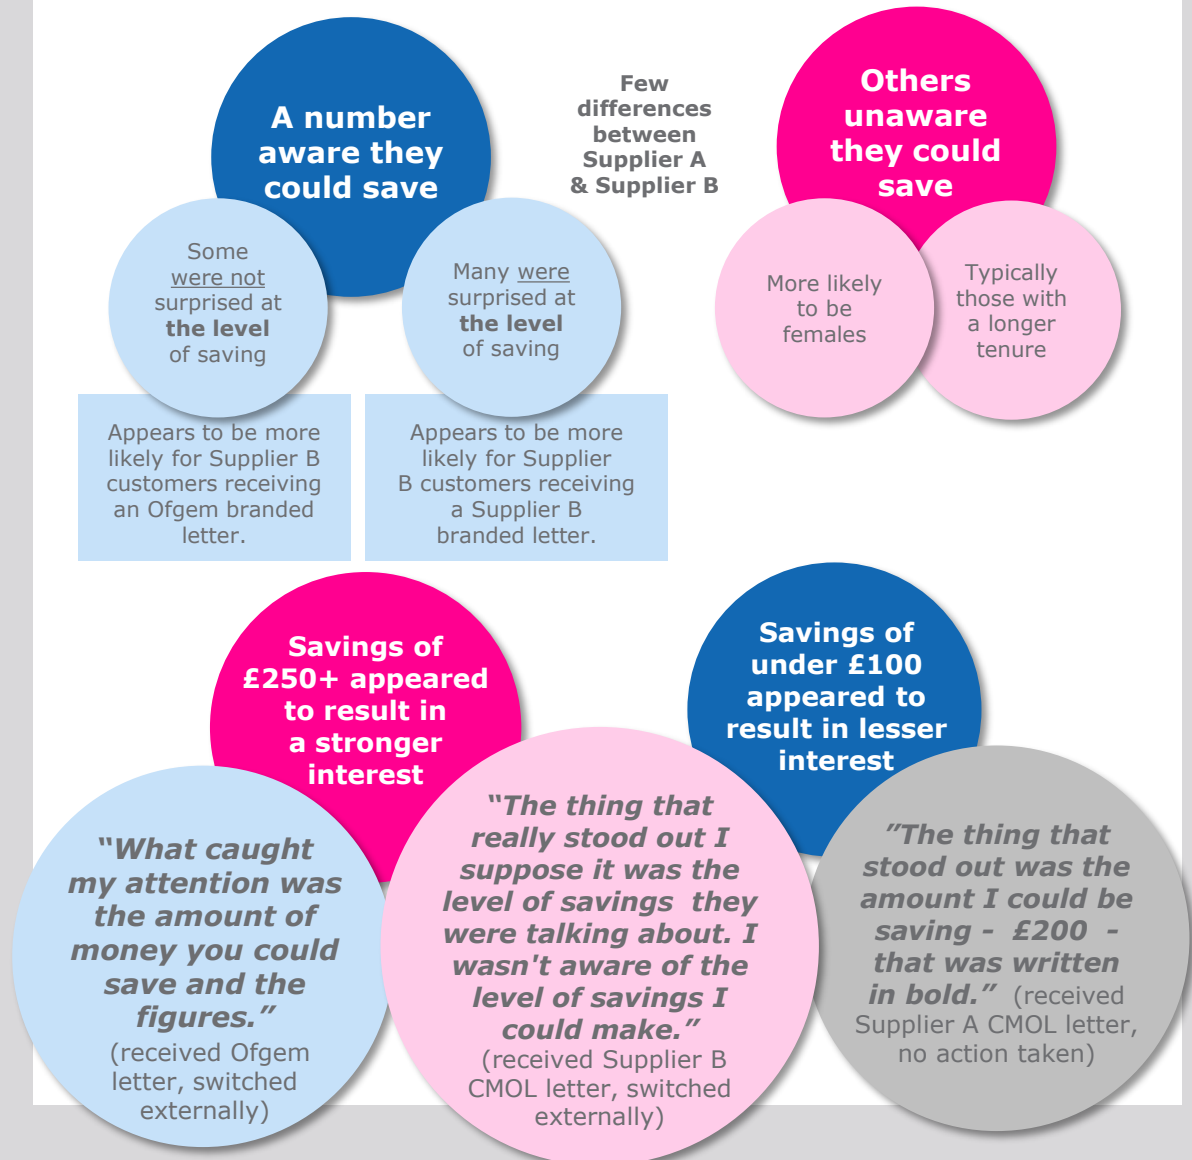 A number
aware they
could save
Few
differences
between
Supplier A
& Supplier B
Others
unaware
they could
save
Some
were not
surprised at
the level
of saving
Many were
surprised at
the level
of saving
More likely
to be
females
Typically
those with
a longer
tenure
Appears to be more
likely for Supplier B
customers receiving
an Ofgem branded
letter.
Appears to be more
likely for Supplier
B customers receiving
a Supplier B
branded letter.
Savings of
£250+ appeared
to result in
a stronger
interest
Savings of
under £100
appeared to
result in lesser
interest
“What caught
my attention was
the amount of
money you could
save and the
figures.”
(received Ofgem
letter, switched
externally)
“The thing that
really stood out I
suppose it was the
level of savings they
were talking about. I
wasn't aware of the
level of savings I
could make.”
(received Supplier B
CMOL letter, switched
externally)
”The thing that
stood out was the
amount I could be
saving – £200 –
that was written
in bold.” (received
Supplier A CMOL letter,
no action taken)